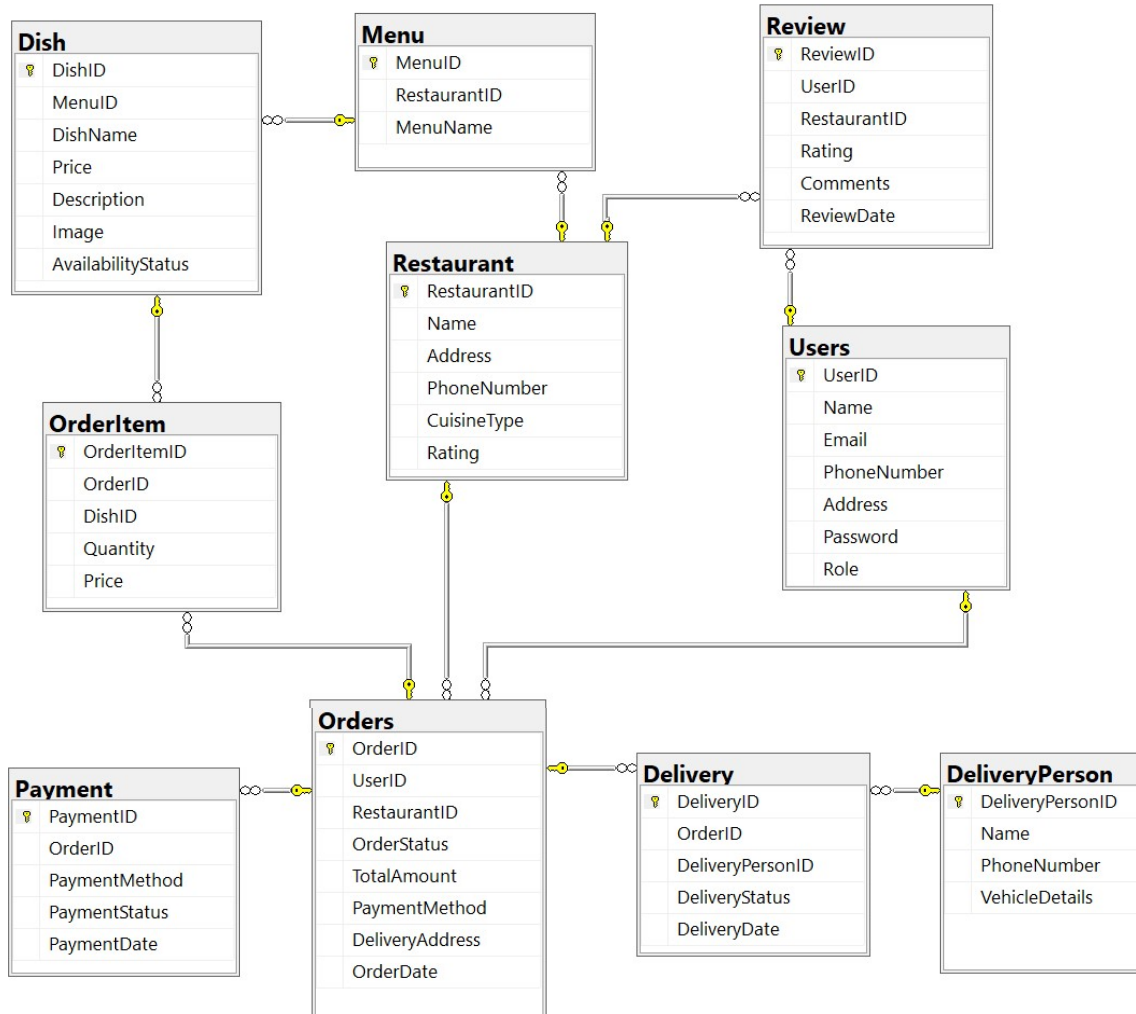 Dish
DishID
MenuID
DishName
Price
Description
Image
AvailabilityStatus
Menu
MenuID
RestaurantID
MenuName
Review
ReviewID
UserID
RestaurantID
Rating
Comments
ReviewDate
Restaurant
RestaurantID
Name
Address
PhoneNumber
CuisineType
Rating
Users
UserID
Name
Email
PhoneNumber
Address
Password
Role
OrderItem
OrderItemID
OrderID
DishID
Quantity
Price
Orders
OrderID
UserID
RestaurantID
OrderStatus
TotalAmount
PaymentMethod
DeliveryAddress
OrderDate
Payment
PaymentID
OrderID
PaymentMethod
PaymentStatus
PaymentDate
Delivery
DeliveryID
OrderID
DeliveryPersonID
DeliveryStatus
DeliveryDate
DeliveryPerson
DeliveryPersonID
Name
PhoneNumber
VehicleDetails